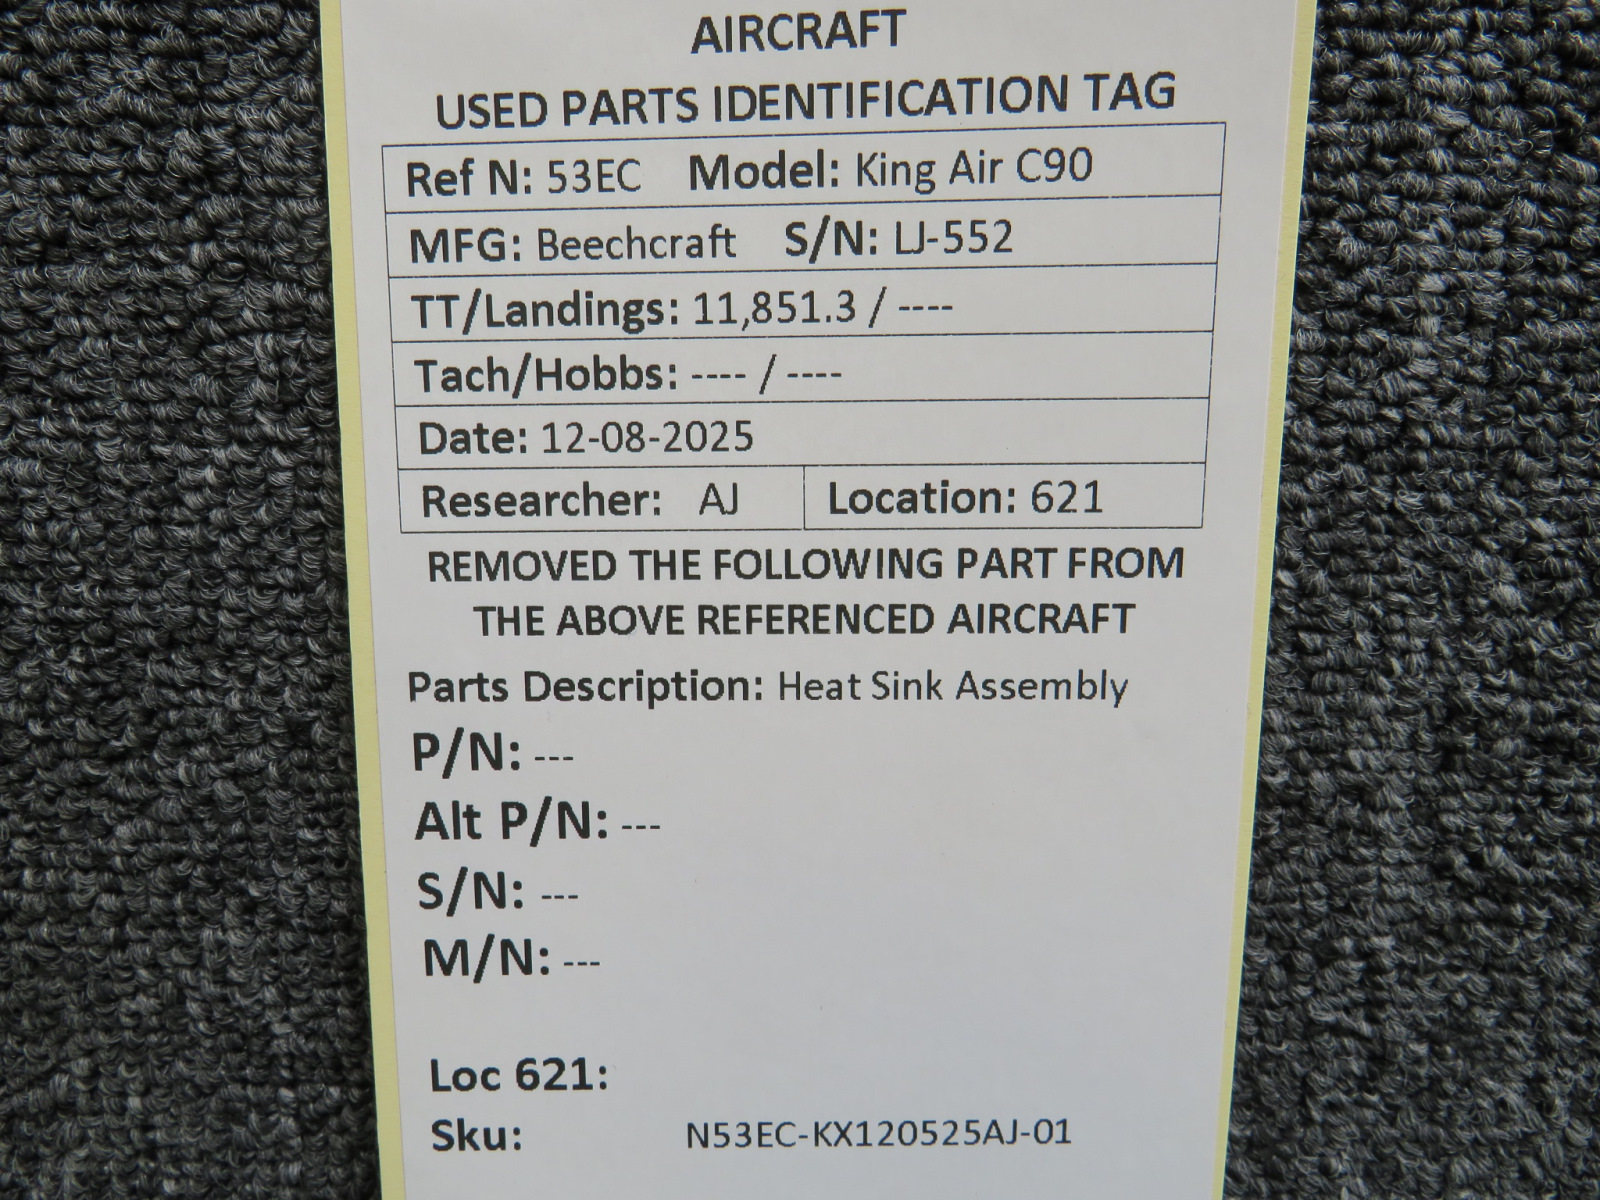 AIRCRAFT
USED PARTS IDENTIFICATION TAG
Ref N: 53EC Model: King Air C90
MFG: Beechcraft S/N: LJ-552
TT/Landings: 11,851.3 / ----
Tach/Hobbs: ---- / ----
Date: 12-08-2025
Researcher: AJ Location: 621
REMOVED THE FOLLOWING PART FROM
THE ABOVE REFERENCED AIRCRAFT
Parts Description: Heat Sink Assembly
P/N: ---
Alt P/N: ---
S/N: ---
M/N: ---
Loc 621:
Sku: N53EC-KX120525AJ-01